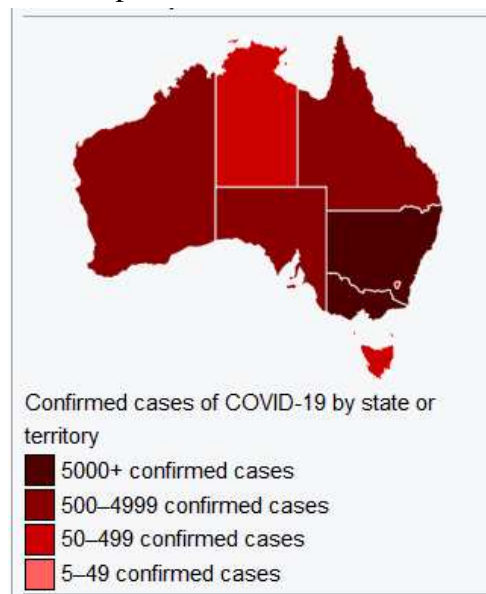 Confirmed cases of COVID-19 by state or
territory
5000+ confirmed cases
500–4999 confirmed cases
50–499 confirmed cases
5–49 confirmed cases